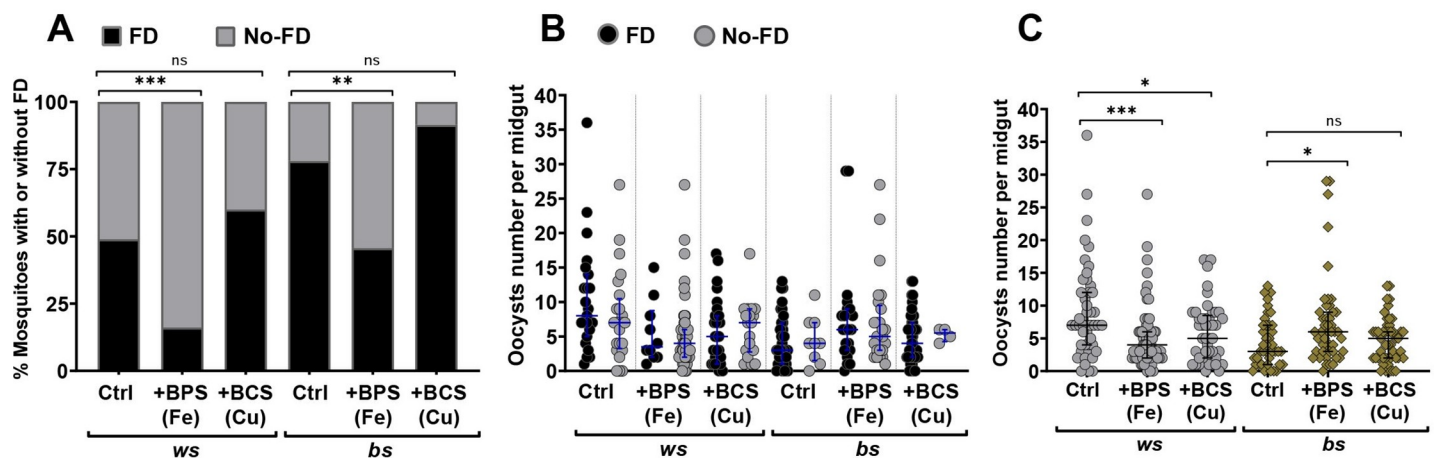 A
FD
No-FD
ns
***
ns
**
% Mosquitoes with or without FD
100
75
50
25
0
Ctrl
+BPS
(Fe)
+BCS
(Cu)
Ctrl
+BPS
(Fe)
+BCS
(Cu)
ws
bs
B
FD
No-FD
Oocysts number per midgut
40
35
30
25
20
15
10
5
0
Ctrl
+BPS
(Fe)
+BCS
(Cu)
Ctrl
+BPS
(Fe)
+BCS
(Cu)
ws
bs
C
*
***
ns
*
Oocysts number per midgut
40
35
30
25
20
15
10
5
0
Ctrl
+BPS
(Fe)
+BCS
(Cu)
Ctrl
+BPS
(Fe)
+BCS
(Cu)
ws
bs